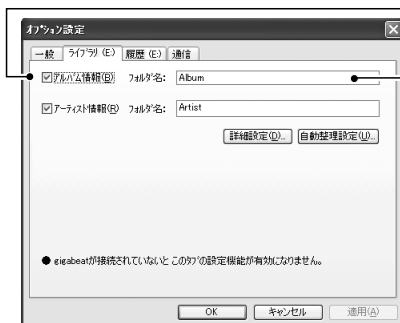 オプション設定
一般 ライブラリ(E) 履歴(E) 通信
アルバム情報(B) フォルダ名: Album
アーティスト情報(R) フォルダ名: Artist
詳細設定(D)... 自動整理設定(U)...
● gigabeatが接続されていないと このタブの設定機能が有効になりません。
OK キャンセル 適用(A)